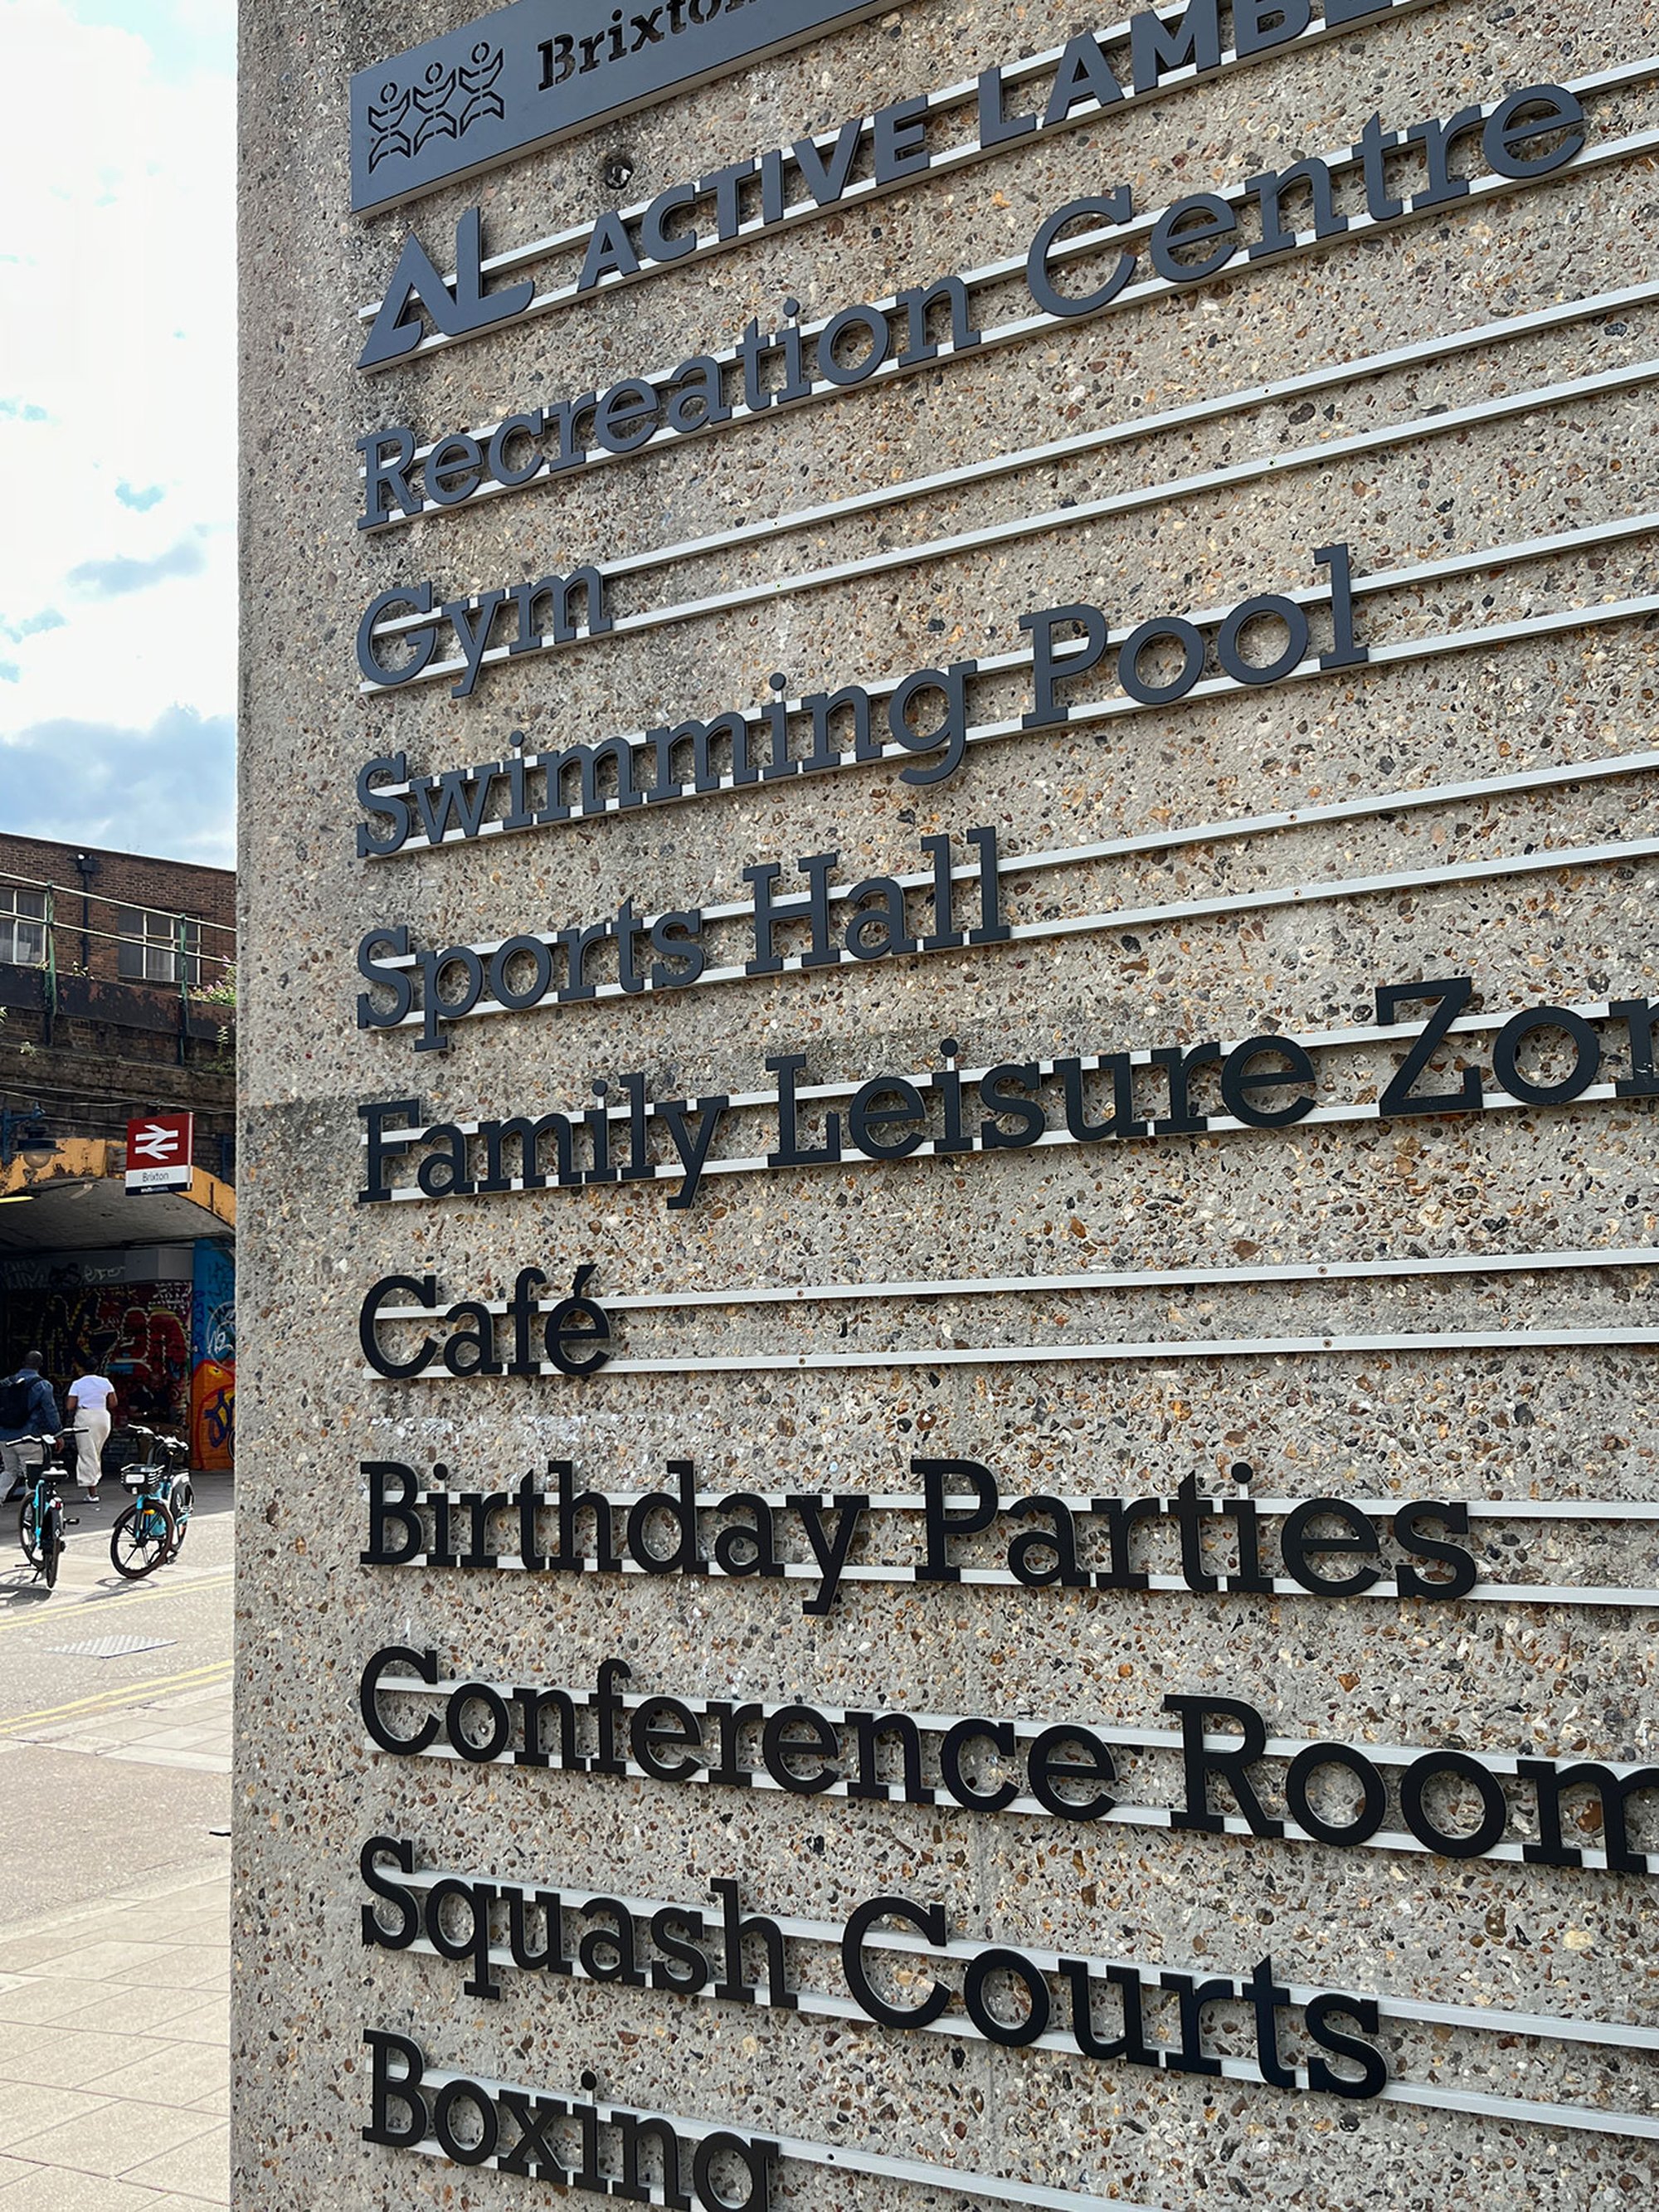 Brixton
AL ACTIVE LAMBE
Recreation Centre
Gym
Swimming Pool
Sports Hall
Family Leisure Zon
Café
Birthday Parties
Conference Room
Squash Courts
Boxing
Brixton